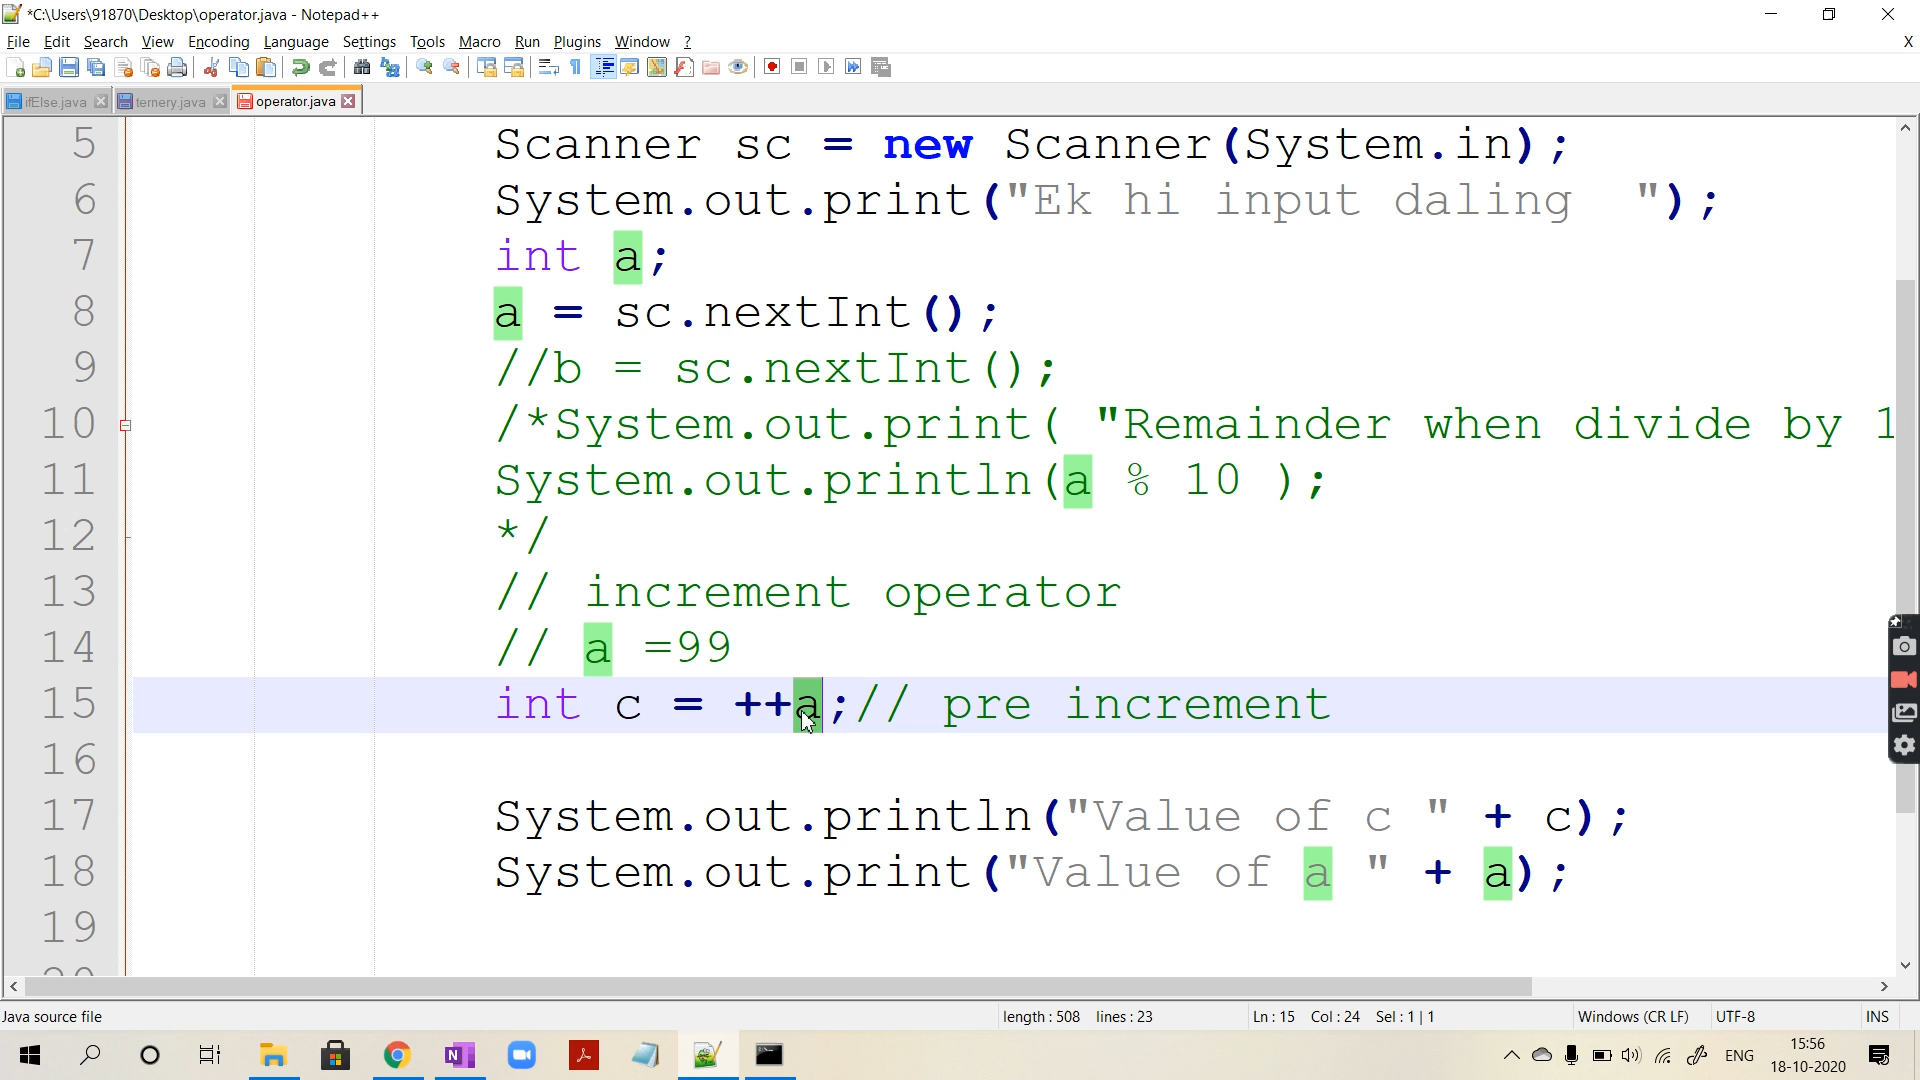 *C:\Users\91870\Desktop\operator.java - Notepad++
File Edit Search View Encoding Language Settings Tools Macro Run Plugins Window ? X
ifElse.java ternery.java operator.java
5 Scanner sc = new Scanner(System.in);
6 System.out.print("Ek hi input daling  ");
7 int a;
8 a = sc.nextInt();
9 //b = sc.nextInt();
10 /*System.out.print( "Remainder when divide by 1
11 System.out.println(a % 10 );
12 */
13 // increment operator
14 // a =99
15 int c = ++a;// pre increment
16
17 System.out.println("Value of c " + c);
18 System.out.print("Value of a " + a);
19
Java source file length : 508 lines : 23 Ln : 15 Col : 24 Sel : 1 | 1 Windows (CR LF) UTF-8 INS
ENG 15:56
18-10-2020